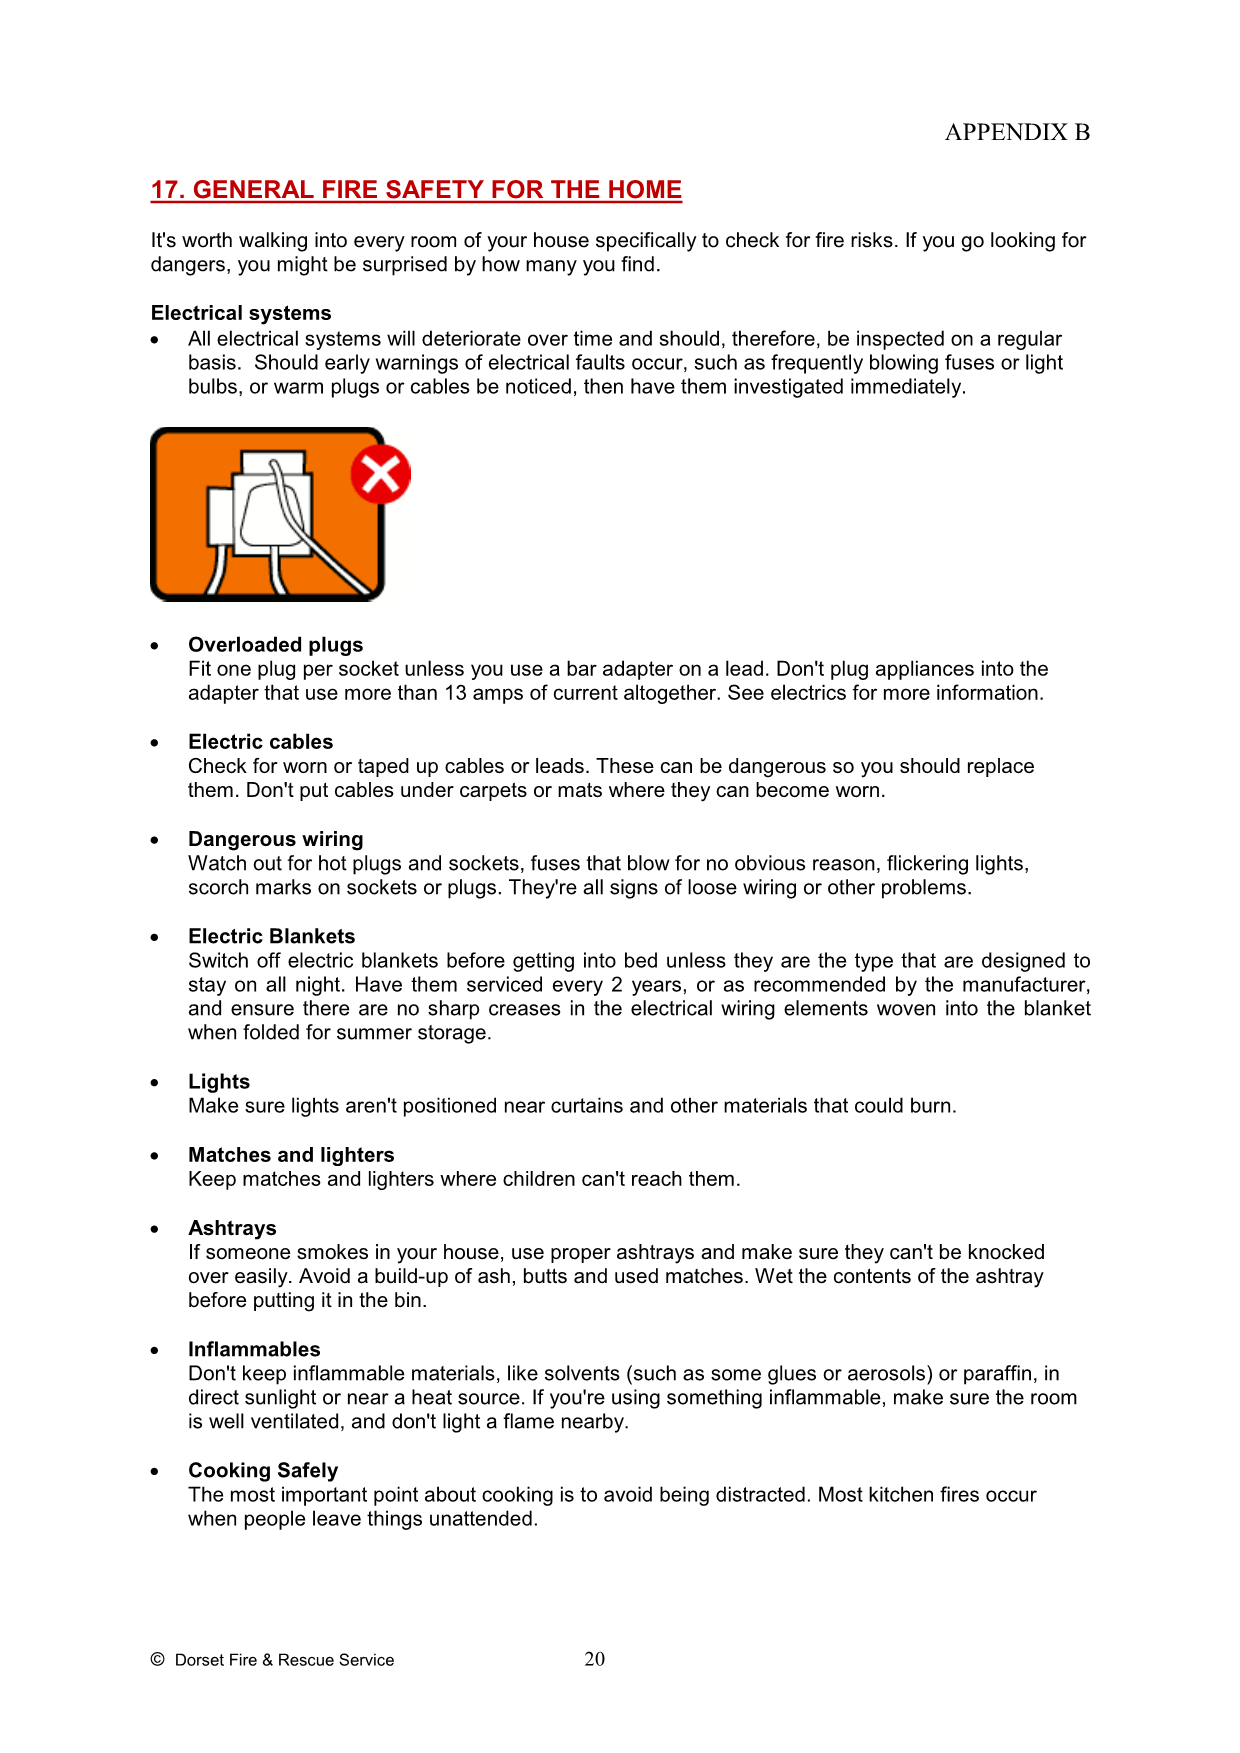 APPENDIX B
17. GENERAL FIRE SAFETY FOR THE HOME
It's worth walking into every room of your house specifically to check for fire risks. If you go looking for
dangers, you might be surprised by how many you find.
Electrical systems
• All electrical systems will deteriorate over time and should, therefore, be inspected on a regular
basis.  Should early warnings of electrical faults occur, such as frequently blowing fuses or light
bulbs, or warm plugs or cables be noticed, then have them investigated immediately.
• Overloaded plugs
Fit one plug per socket unless you use a bar adapter on a lead. Don't plug appliances into the
adapter that use more than 13 amps of current altogether. See electrics for more information.
• Electric cables
Check for worn or taped up cables or leads. These can be dangerous so you should replace
them. Don't put cables under carpets or mats where they can become worn.
• Dangerous wiring
Watch out for hot plugs and sockets, fuses that blow for no obvious reason, flickering lights,
scorch marks on sockets or plugs. They're all signs of loose wiring or other problems.
• Electric Blankets
Switch off electric blankets before getting into bed unless they are the type that are designed to
stay on all night. Have them serviced every 2 years, or as recommended by the manufacturer,
and ensure there are no sharp creases in the electrical wiring elements woven into the blanket
when folded for summer storage.
• Lights
Make sure lights aren't positioned near curtains and other materials that could burn.
• Matches and lighters
Keep matches and lighters where children can't reach them.
• Ashtrays
If someone smokes in your house, use proper ashtrays and make sure they can't be knocked
over easily. Avoid a build-up of ash, butts and used matches. Wet the contents of the ashtray
before putting it in the bin.
• Inflammables
Don't keep inflammable materials, like solvents (such as some glues or aerosols) or paraffin, in
direct sunlight or near a heat source. If you're using something inflammable, make sure the room
is well ventilated, and don't light a flame nearby.
• Cooking Safely
The most important point about cooking is to avoid being distracted. Most kitchen fires occur
when people leave things unattended.
© Dorset Fire & Rescue Service 20